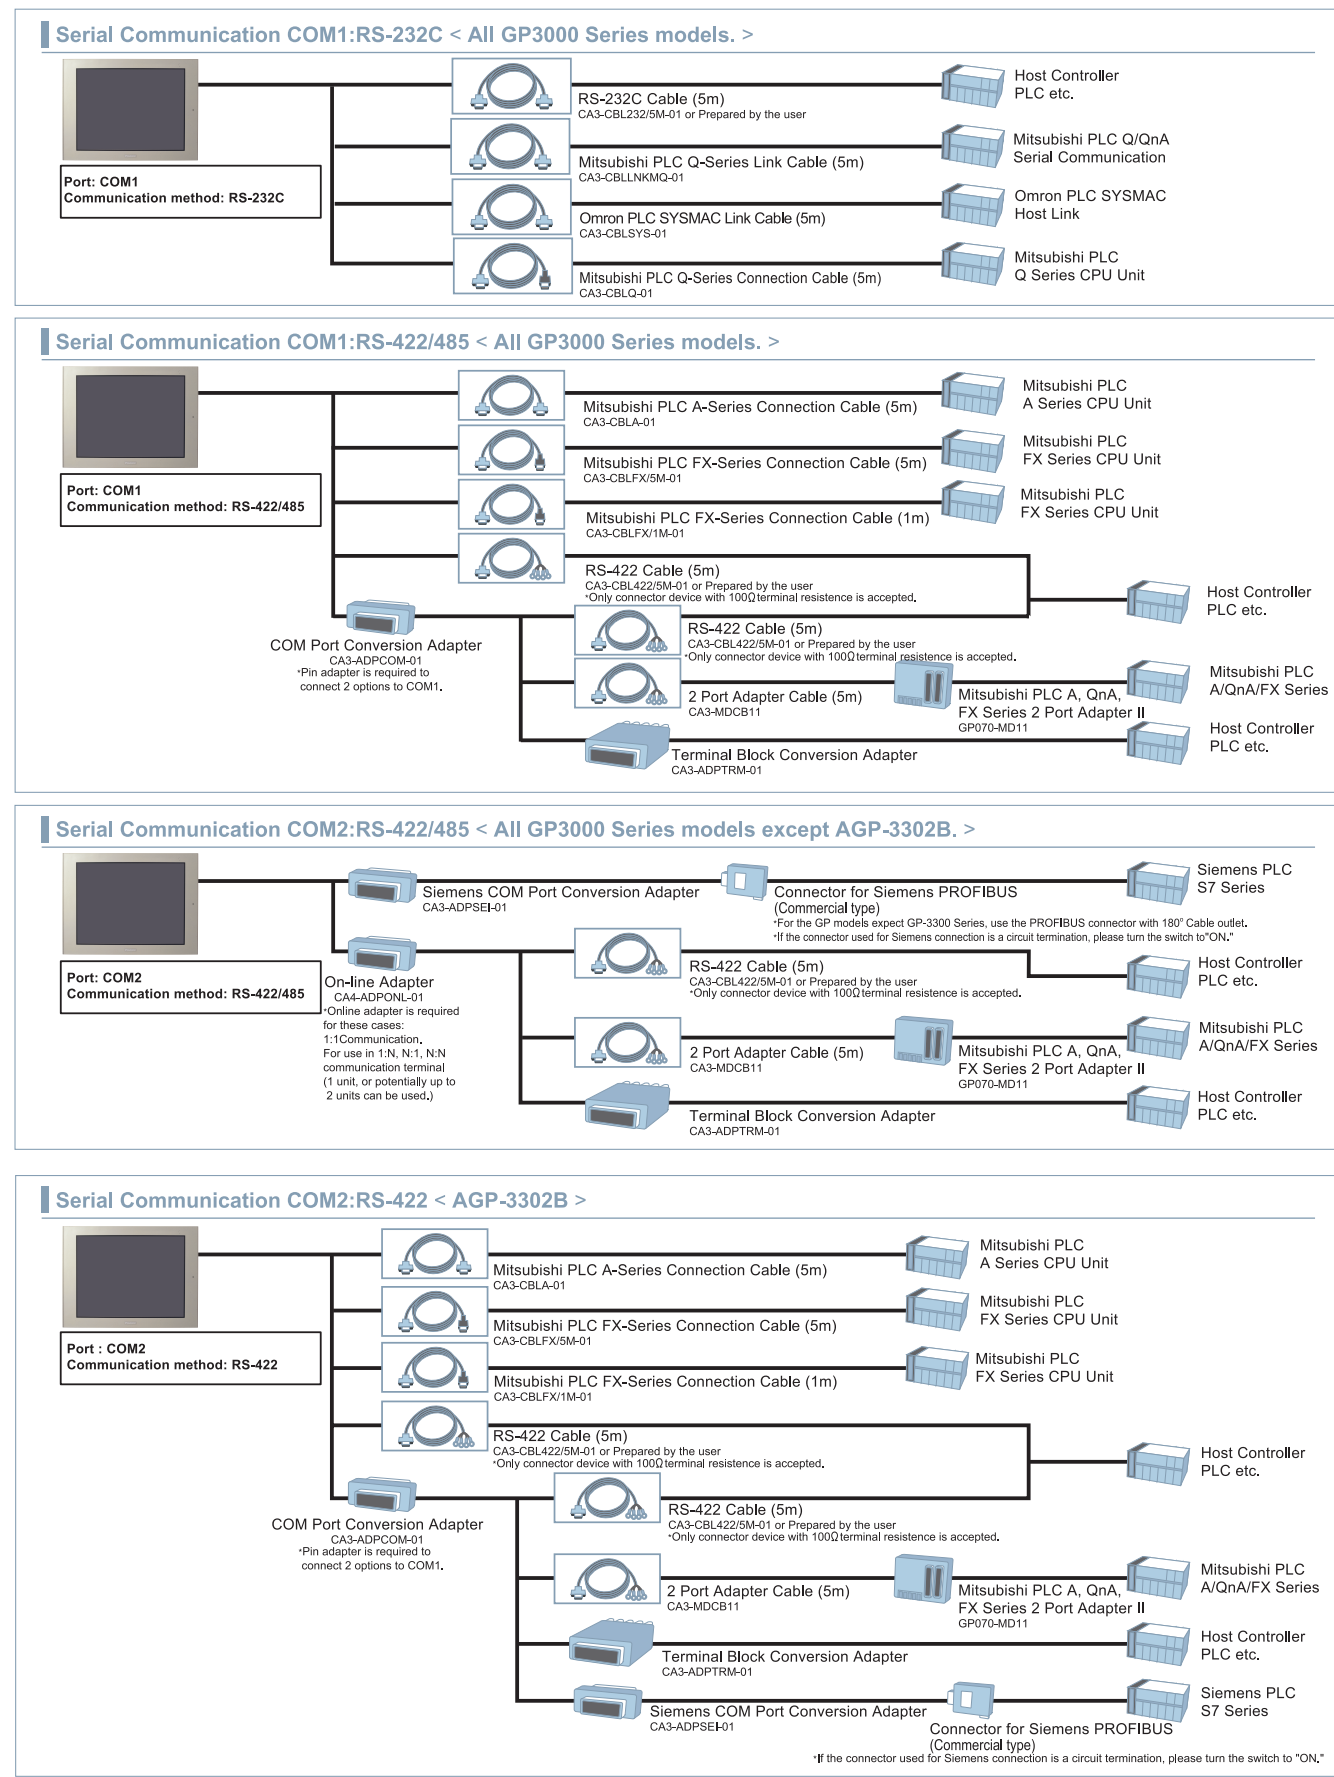 Serial Communication COM1:RS-232C < All GP3000 Series models. >
Port: COM1
Communication method: RS-232C
RS-232C Cable (5m)
CA3-CBL232/5M-01 or Prepared by the user
Host Controller
PLC etc.
Mitsubishi PLC Q-Series Link Cable (5m)
CA3-CBLLNKMQ-01
Mitsubishi PLC Q/QnA
Serial Communication
Omron PLC SYSMAC Link Cable (5m)
CA3-CBLSYS-01
Omron PLC SYSMAC
Host Link
Mitsubishi PLC Q-Series Connection Cable (5m)
CA3-CBLQ-01
Mitsubishi PLC
Q Series CPU Unit
Serial Communication COM1:RS-422/485 < All GP3000 Series models. >
Port: COM1
Communication method: RS-422/485
Mitsubishi PLC A-Series Connection Cable (5m)
CA3-CBLA-01
Mitsubishi PLC
A Series CPU Unit
Mitsubishi PLC FX-Series Connection Cable (5m)
CA3-CBLFX/5M-01
Mitsubishi PLC
FX Series CPU Unit
Mitsubishi PLC FX-Series Connection Cable (1m)
CA3-CBLFX/1M-01
Mitsubishi PLC
FX Series CPU Unit
RS-422 Cable (5m)
CA3-CBL422/5M-01 or Prepared by the user
*Only connector device with 100Ω terminal resistence is accepted.
Host Controller
PLC etc.
COM Port Conversion Adapter
CA3-ADPCOM-01
*Pin adapter is required to
connect 2 options to COM1.
RS-422 Cable (5m)
CA3-CBL422/5M-01 or Prepared by the user
*Only connector device with 100Ω terminal resistence is accepted.
2 Port Adapter Cable (5m)
CA3-MDCB11
Mitsubishi PLC A, QnA,
FX Series 2 Port Adapter II
GP070-MD11
Mitsubishi PLC
A/QnA/FX Series
Terminal Block Conversion Adapter
CA3-ADPTRM-01
Host Controller
PLC etc.
Serial Communication COM2:RS-422/485 < All GP3000 Series models except AGP-3302B. >
Port: COM2
Communication method: RS-422/485
Siemens COM Port Conversion Adapter
CA3-ADPSEI-01
Connector for Siemens PROFIBUS
(Commercial type)
*For the GP models expect GP-3300 Series, use the PROFIBUS connector with 180° Cable outlet.
*If the connector used for Siemens connection is a circuit termination, please turn the switch to"ON."
Siemens PLC
S7 Series
On-line Adapter
CA4-ADPONL-01
*Online adapter is required
for these cases:
1:1Communication.
For use in 1:N, N:1, N:N
communication terminal
(1 unit, or potentially up to
2 units can be used.)
RS-422 Cable (5m)
CA3-CBL422/5M-01 or Prepared by the user
*Only connector device with 100Ω terminal resistence is accepted.
Host Controller
PLC etc.
2 Port Adapter Cable (5m)
CA3-MDCB11
Mitsubishi PLC A, QnA,
FX Series 2 Port Adapter II
GP070-MD11
Mitsubishi PLC
A/QnA/FX Series
Terminal Block Conversion Adapter
CA3-ADPTRM-01
Host Controller
PLC etc.
Serial Communication COM2:RS-422 < AGP-3302B >
Port : COM2
Communication method: RS-422
Mitsubishi PLC A-Series Connection Cable (5m)
CA3-CBLA-01
Mitsubishi PLC
A Series CPU Unit
Mitsubishi PLC FX-Series Connection Cable (5m)
CA3-CBLFX/5M-01
Mitsubishi PLC
FX Series CPU Unit
Mitsubishi PLC FX-Series Connection Cable (1m)
CA3-CBLFX/1M-01
Mitsubishi PLC
FX Series CPU Unit
RS-422 Cable (5m)
CA3-CBL422/5M-01 or Prepared by the user
*Only connector device with 100Ω terminal resistence is accepted.
Host Controller
PLC etc.
COM Port Conversion Adapter
CA3-ADPCOM-01
*Pin adapter is required to
connect 2 options to COM1.
RS-422 Cable (5m)
CA3-CBL422/5M-01 or Prepared by the user
*Only connector device with 100Ω terminal resistence is accepted.
2 Port Adapter Cable (5m)
CA3-MDCB11
Mitsubishi PLC A, QnA,
FX Series 2 Port Adapter II
GP070-MD11
Mitsubishi PLC
A/QnA/FX Series
Terminal Block Conversion Adapter
CA3-ADPTRM-01
Host Controller
PLC etc.
Siemens COM Port Conversion Adapter
CA3-ADPSEI-01
Connector for Siemens PROFIBUS
(Commercial type)
*If the connector used for Siemens connection is a circuit termination, please turn the switch to "ON."
Siemens PLC
S7 Series